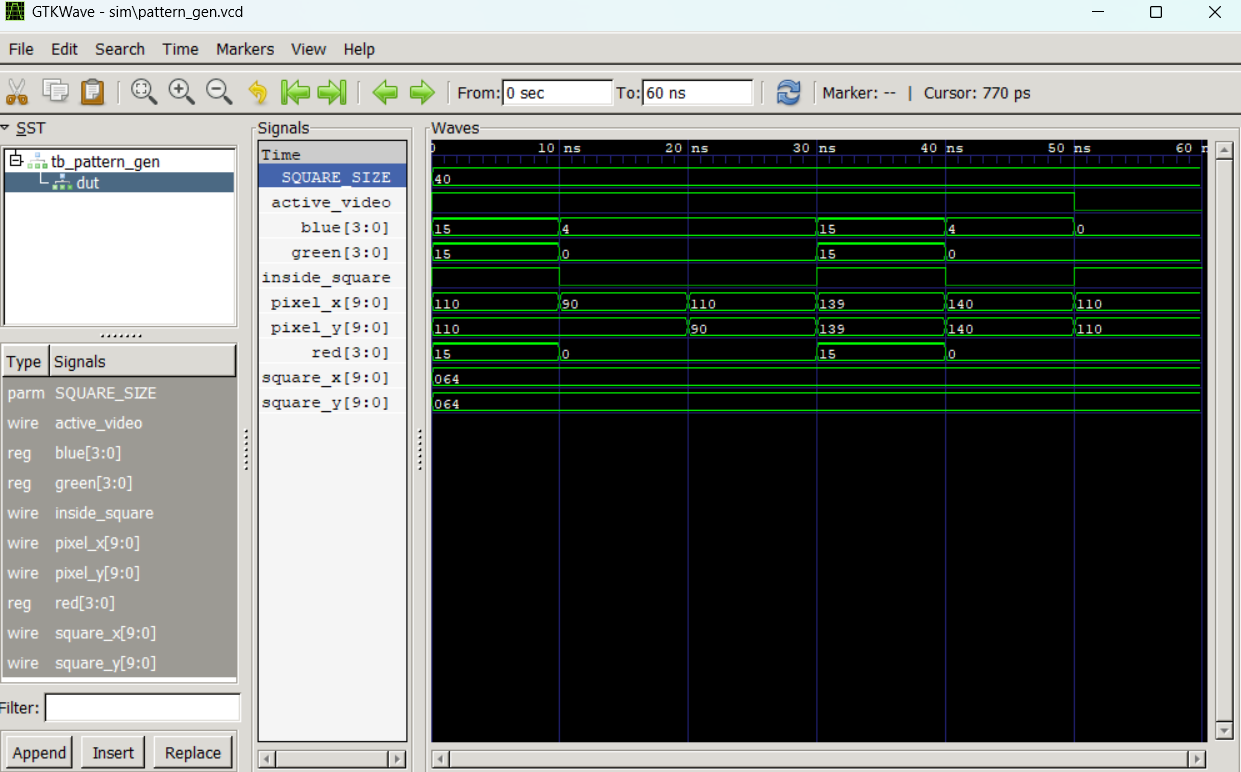 GTKWave - sim\pattern_gen.vcd
File Edit Search Time Markers View Help
From: 0 sec To: 60 ns Marker: -- | Cursor: 770 ps
SST
tb_pattern_gen
dut
Type Signals
parm SQUARE_SIZE
wire active_video
reg blue[3:0]
reg green[3:0]
wire inside_square
wire pixel_x[9:0]
wire pixel_y[9:0]
reg red[3:0]
wire square_x[9:0]
wire square_y[9:0]
Filter:
Append Insert Replace
Signals
Time
SQUARE_SIZE
active_video
blue[3:0]
green[3:0]
inside_square
pixel_x[9:0]
pixel_y[9:0]
red[3:0]
square_x[9:0]
square_y[9:0]
Waves
0 10 ns 20 ns 30 ns 40 ns 50 ns 60 n
40
15 4 15 4 0
15 0 15 0
110 90 110 139 140 110
110 90 139 140 110
15 0 15 0
064
064